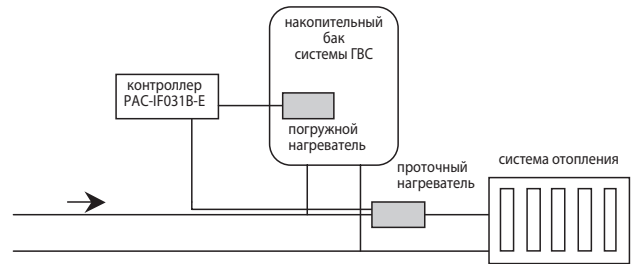 накопительный
бак
системы ГВС
контроллер
PAC-IF031B-E
погружной
нагреватель
проточный
нагреватель
система отопления